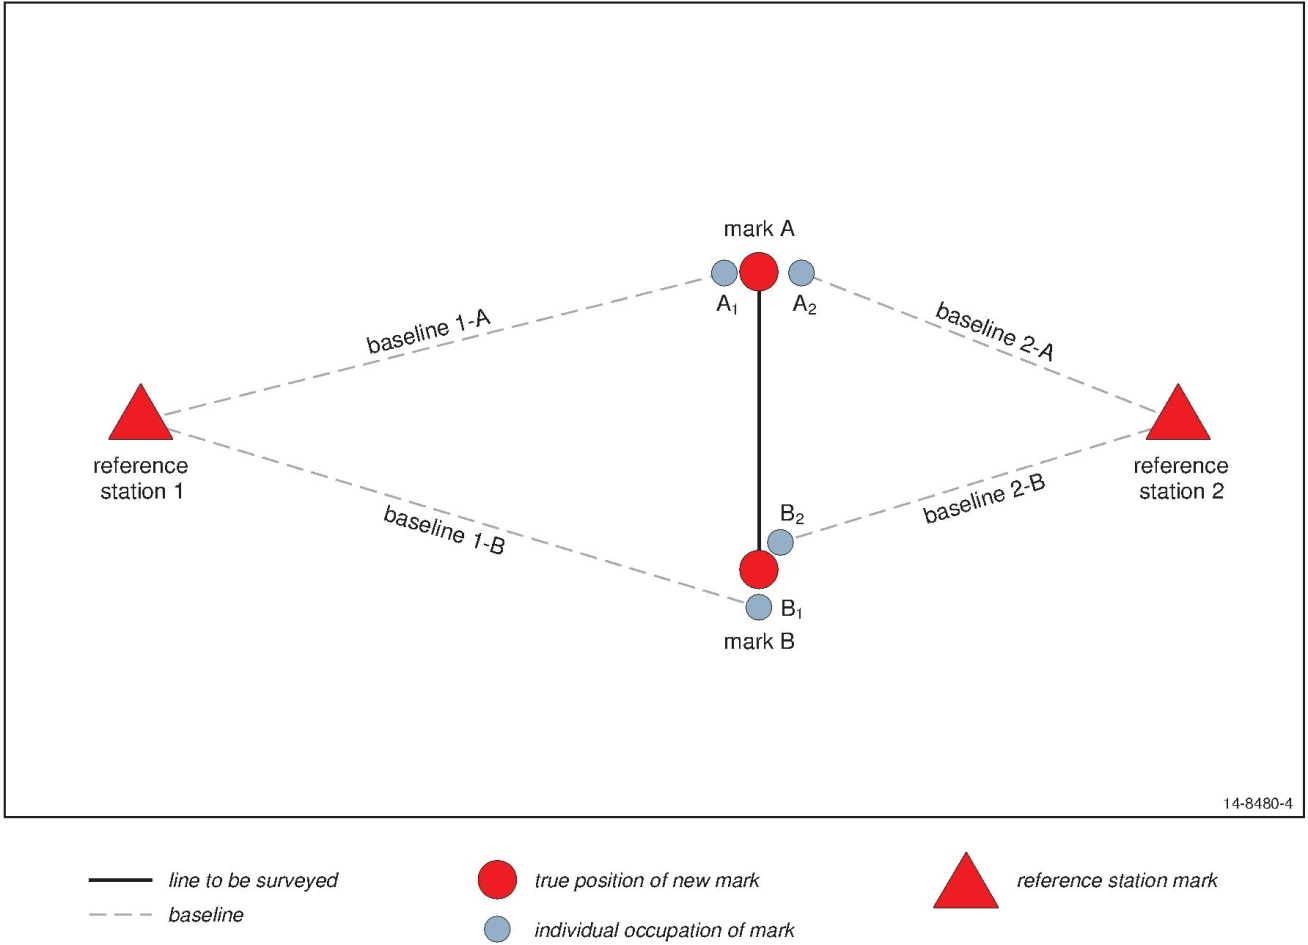 mark A
A1
A2
baseline 1-A
baseline 2-A
reference
station 1
reference
station 2
baseline 1-B
baseline 2-B
B2
B1
mark B
14-8480-4
line to be surveyed
baseline
true position of new mark
individual occupation of mark
reference station mark